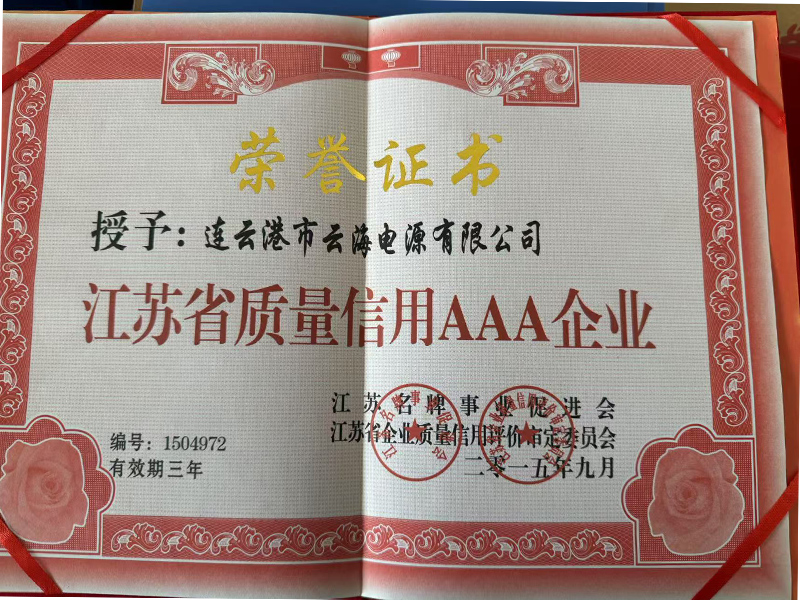 荣誉证书
授予：连云港市云海电源有限公司
江苏省质量信用AAA企业
江苏名牌事业促进会
江苏省企业质量信用评价审定委员会
编号：1504972
有效期三年
二零一五年九月